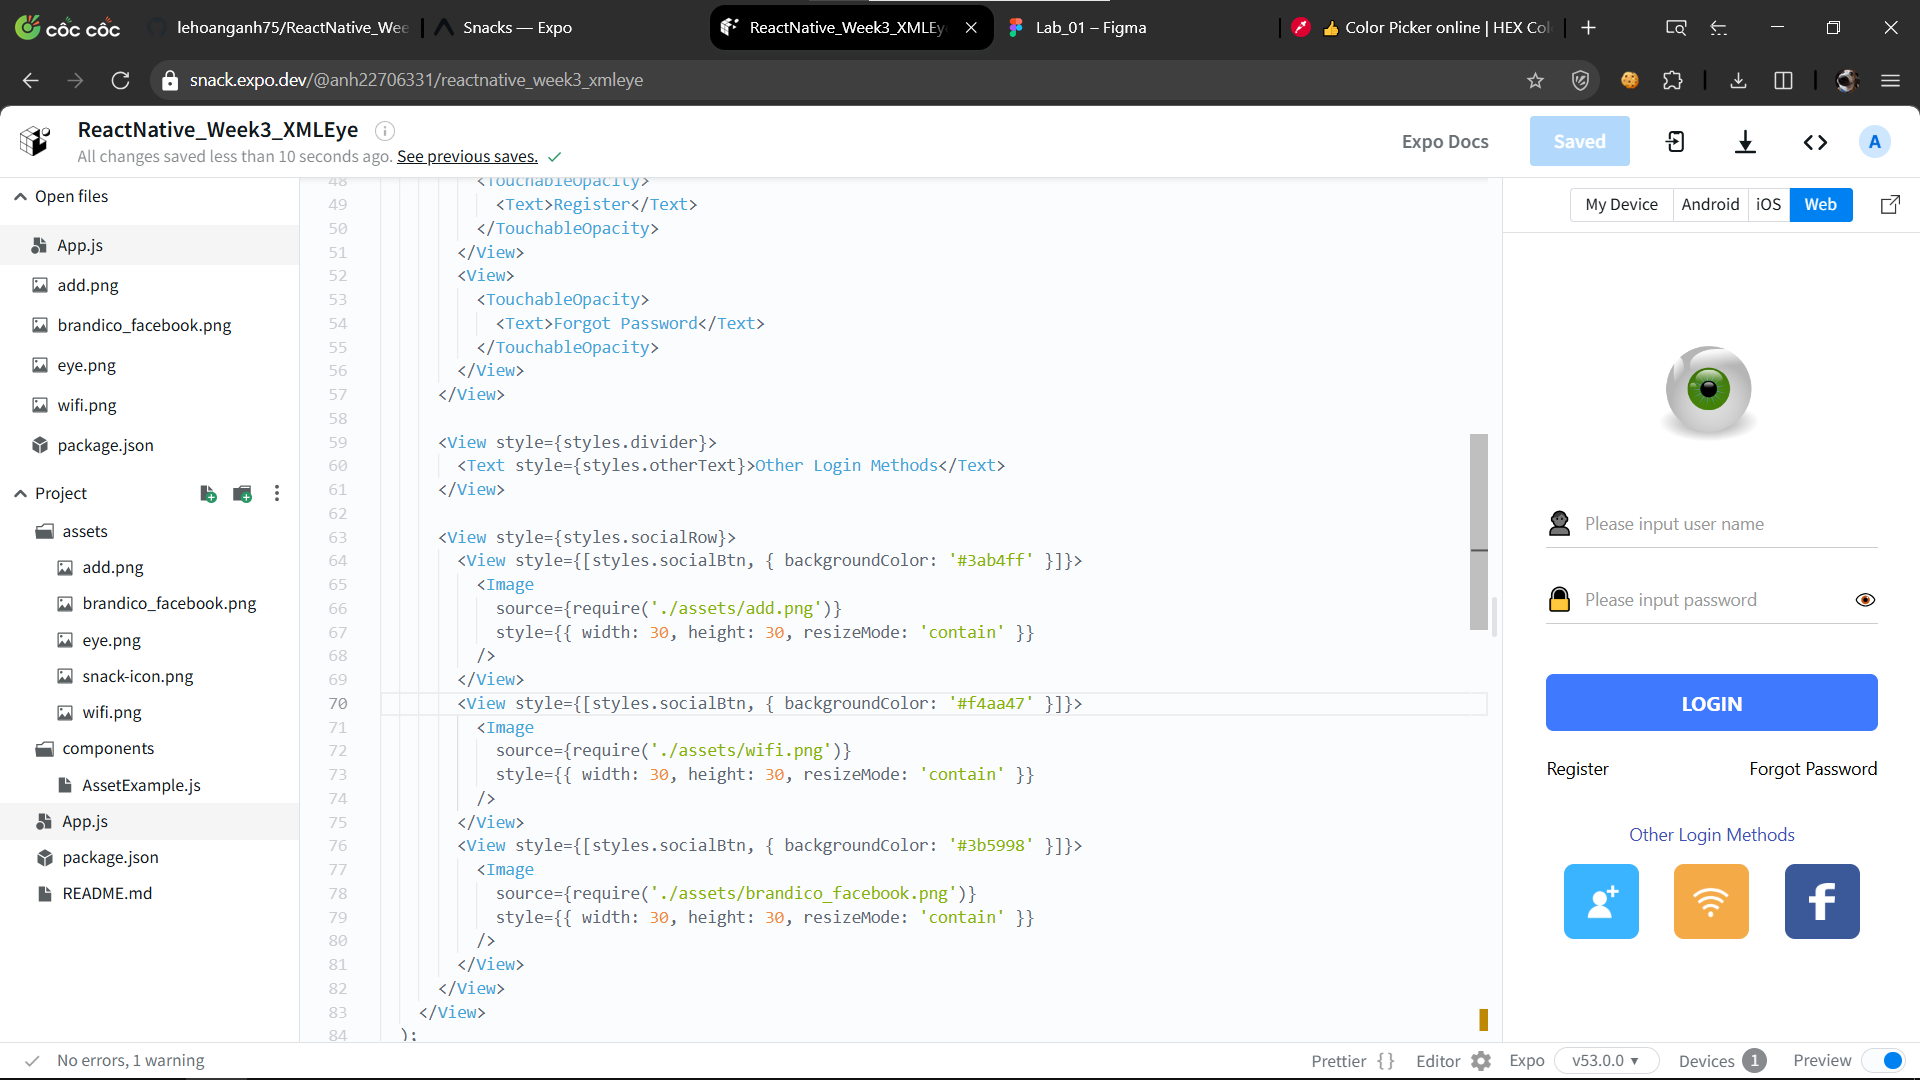 cốc cốc
lehoanganh75/ReactNative_Wee
Snacks — Expo
ReactNative_Week3_XMLEy
Lab_01 – Figma
👍 Color Picker online | HEX Col
snack.expo.dev/@anh22706331/reactnative_week3_xmleye
ReactNative_Week3_XMLEye
All changes saved less than 10 seconds ago. See previous saves.
Expo Docs
Saved
A
Open files
App.js
add.png
brandico_facebook.png
eye.png
wifi.png
package.json
Project
assets
add.png
brandico_facebook.png
eye.png
snack-icon.png
wifi.png
components
AssetExample.js
App.js
package.json
README.md
48 <TouchableOpacity>
49 <Text>Register</Text>
50 </TouchableOpacity>
51 </View>
52 <View>
53 <TouchableOpacity>
54 <Text>Forgot Password</Text>
55 </TouchableOpacity>
56 </View>
57 </View>
58
59 <View style={styles.divider}>
60 <Text style={styles.otherText}>Other Login Methods</Text>
61 </View>
62
63 <View style={styles.socialRow}>
64 <View style={[styles.socialBtn, { backgroundColor: '#3ab4ff' }]}>
65 <Image
66 source={require('./assets/add.png')}
67 style={{ width: 30, height: 30, resizeMode: 'contain' }}
68 />
69 </View>
70 <View style={[styles.socialBtn, { backgroundColor: '#f4aa47' }]}>
71 <Image
72 source={require('./assets/wifi.png')}
73 style={{ width: 30, height: 30, resizeMode: 'contain' }}
74 />
75 </View>
76 <View style={[styles.socialBtn, { backgroundColor: '#3b5998' }]}>
77 <Image
78 source={require('./assets/brandico_facebook.png')}
79 style={{ width: 30, height: 30, resizeMode: 'contain' }}
80 />
81 </View>
82 </View>
83 </View>
84 );
My Device
Android
iOS
Web
Please input user name
Please input password
LOGIN
Register
Forgot Password
Other Login Methods
f
No errors, 1 warning
Prettier { }
Editor
Expo
v53.0.0 ▾
Devices 1
Preview